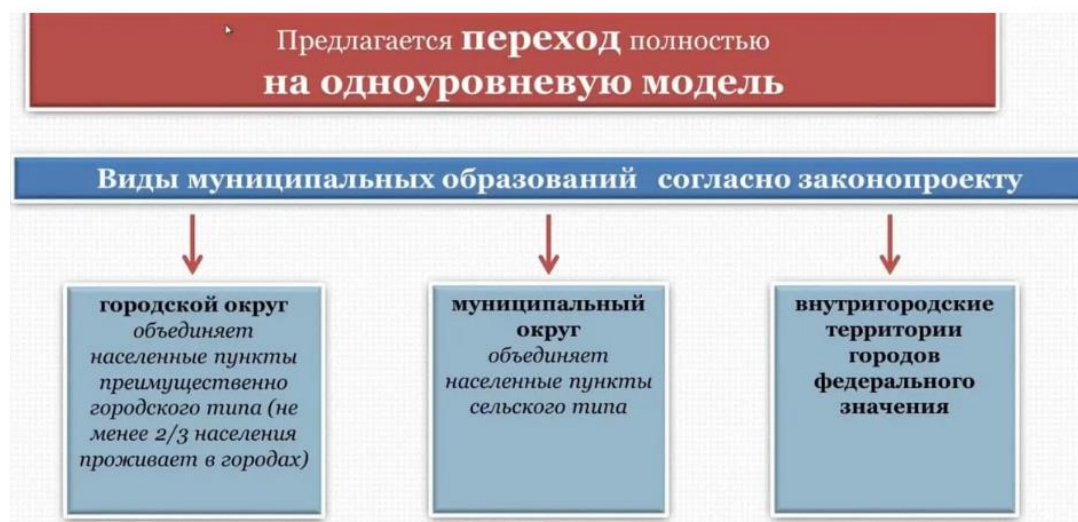 Предлагается переход полностью
на одноуровневую модель
Виды муниципальных образований согласно законопроекту
городской округ
объединяет
населенные пункты
преимущественно
городского типа (не
менее 2/3 населения
проживает в городах)
муниципальный
округ
объединяет
населенные пункты
сельского типа
внутригородские
территории
городов
федерального
значения